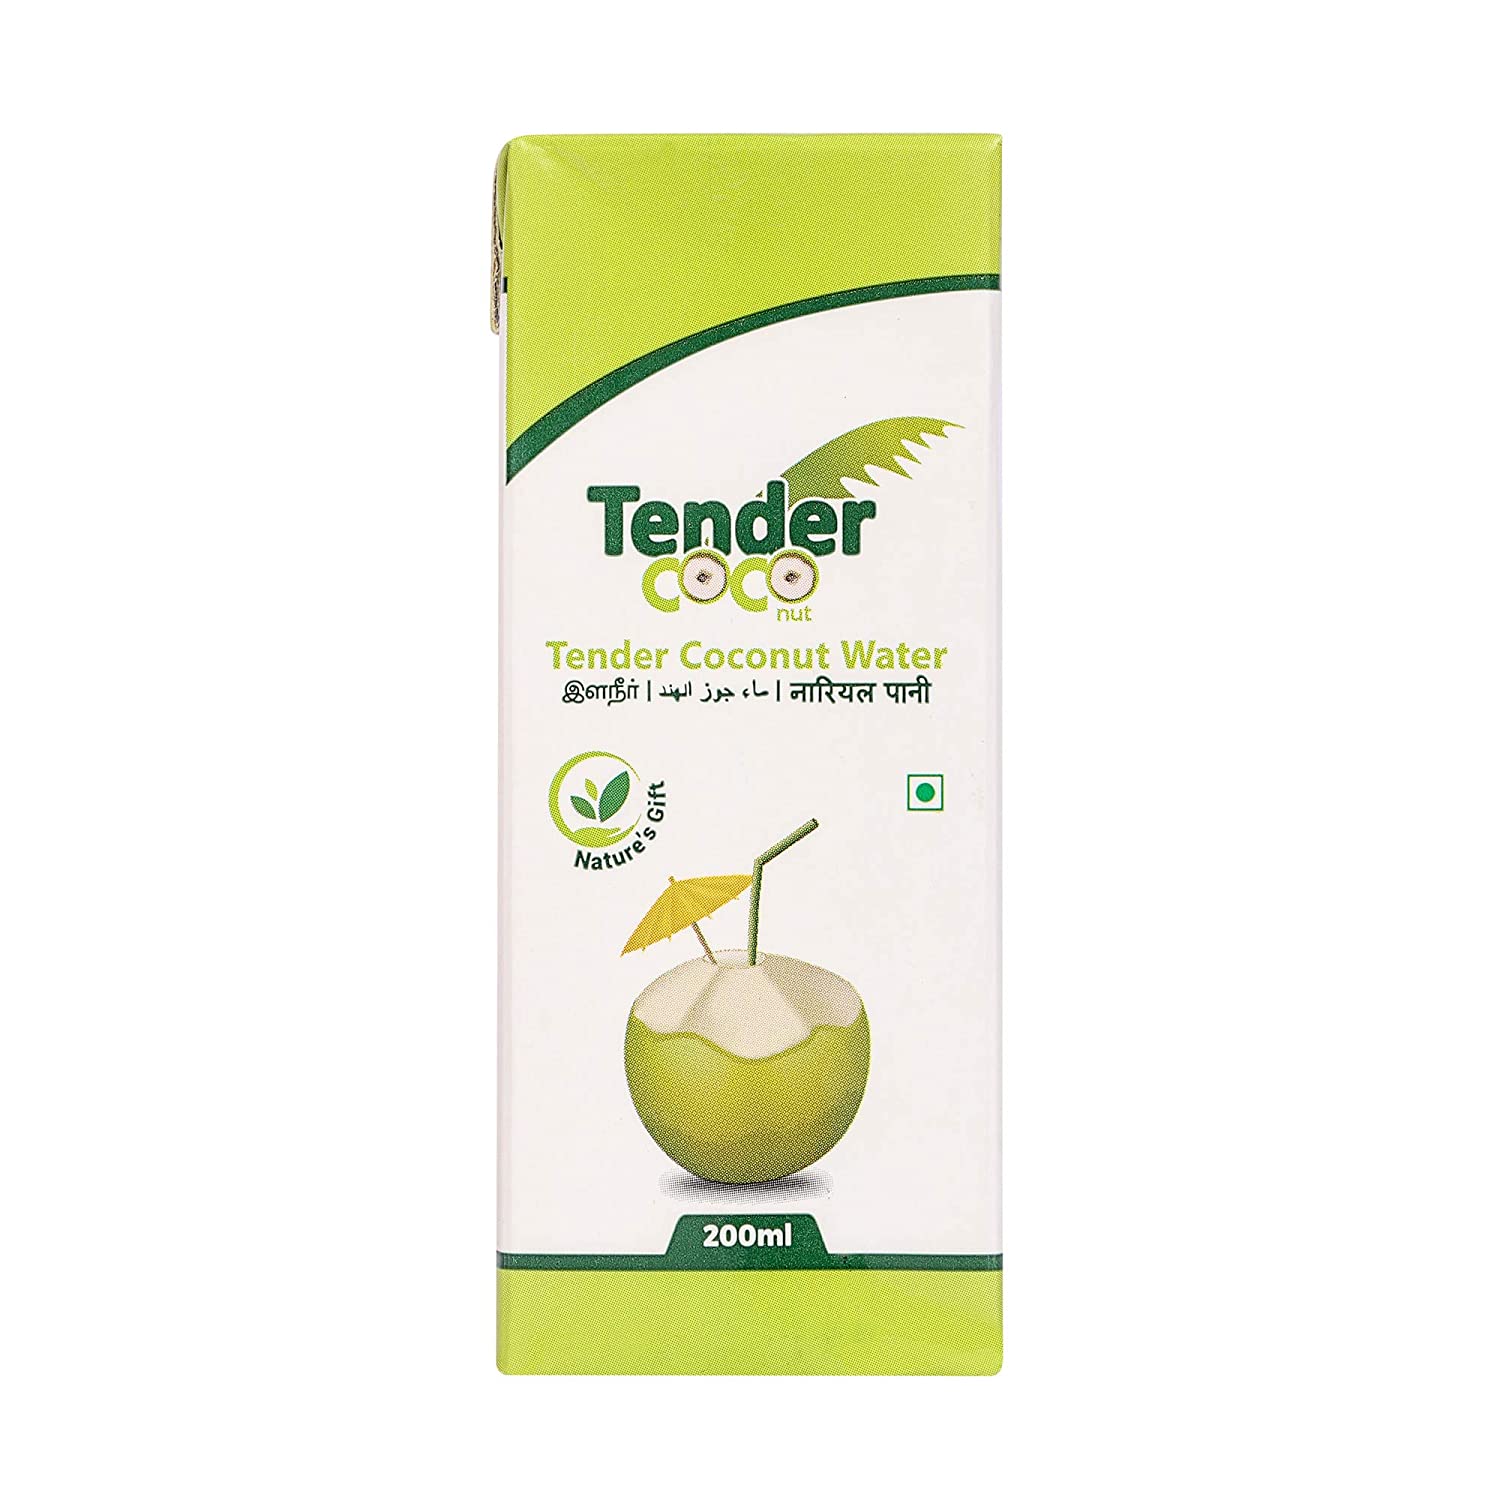 Tender
coco
nut
Tender Coconut Water
இளநீர் | ماء جوز الهند | नारियल पानी
Nature's Gift
200ml